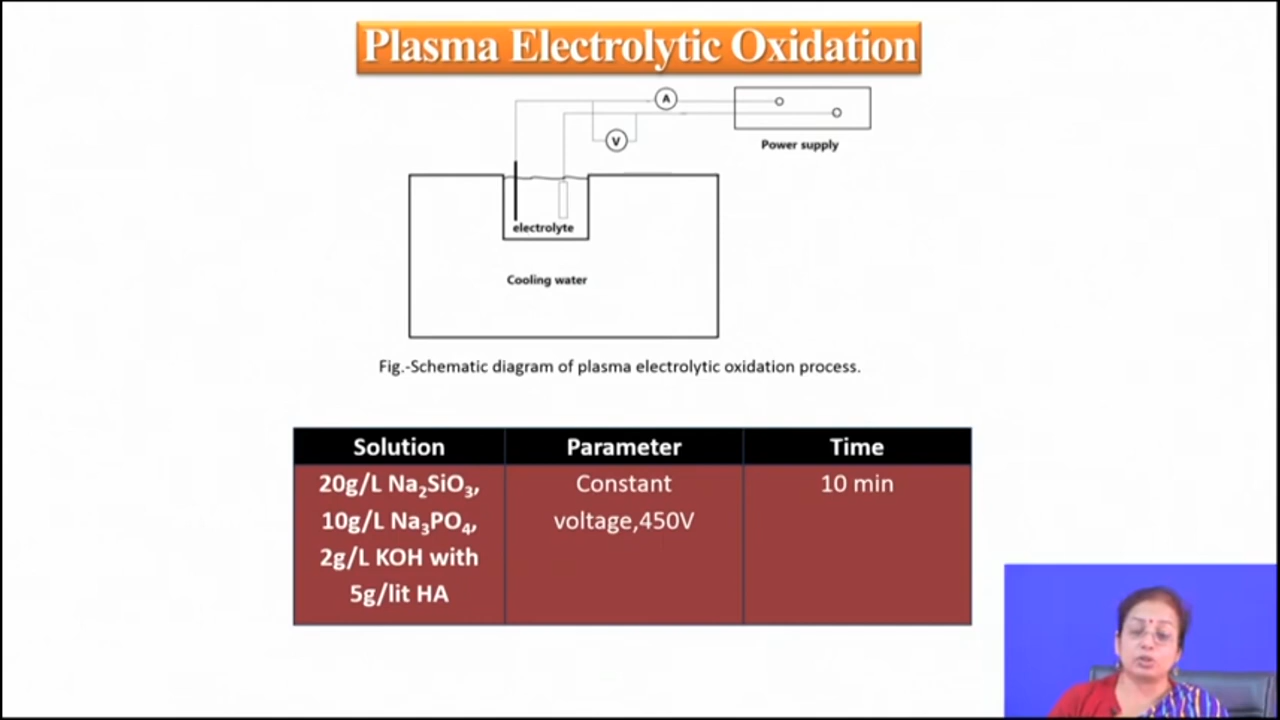 Plasma Electrolytic Oxidation
A
V
Power supply
electrolyte
Cooling water
Fig.-Schematic diagram of plasma electrolytic oxidation process.
Solution Parameter Time
20g/L Na₂SiO₃, Constant 10 min
10g/L Na₃PO₄, voltage,450V
2g/L KOH with
5g/lit HA